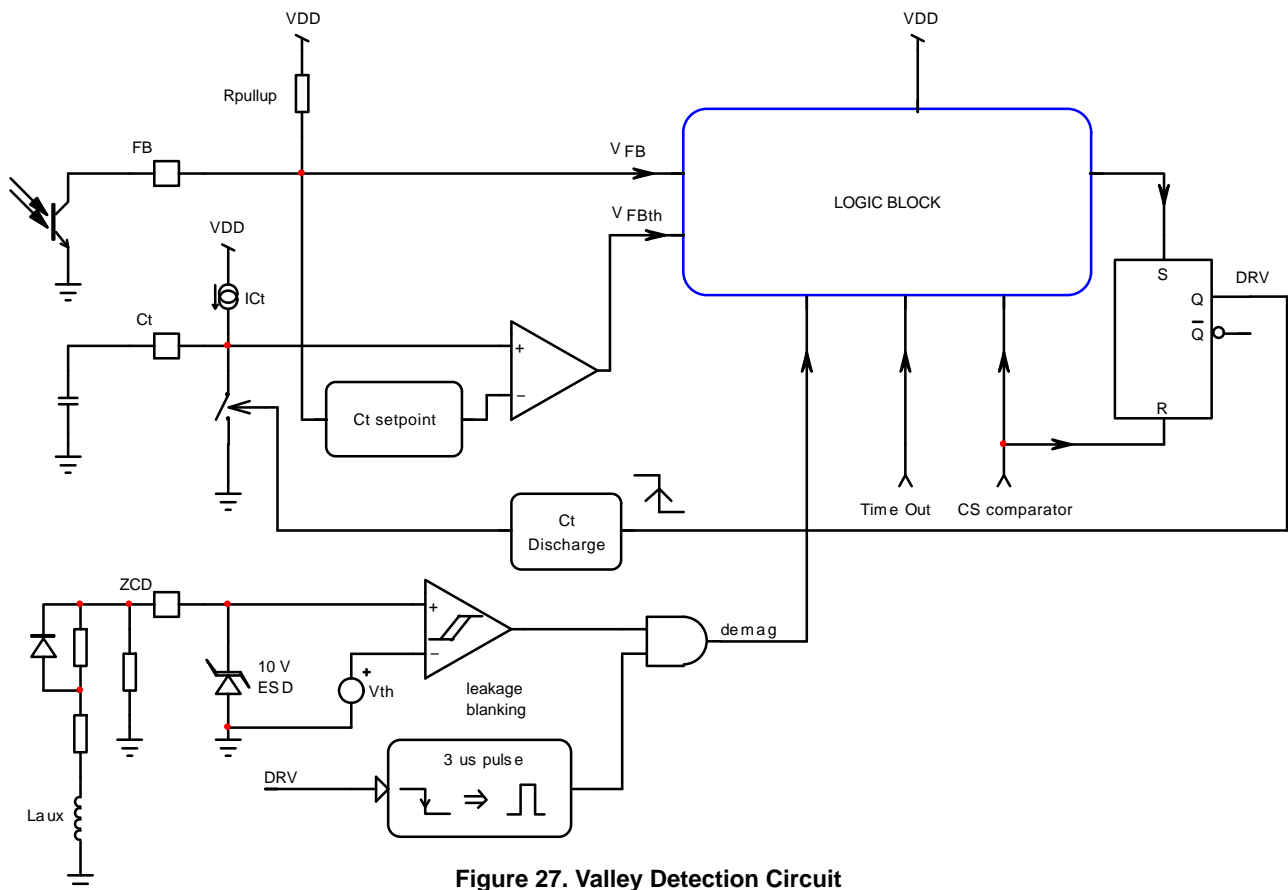 VDD
VDD
Rpullup
FB
V FB
LOGIC BLOCK
V FBth
VDD
ICt
Ct
+
−
Ct setpoint
S
DRV
Q
Q
R
Time Out
CS comparator
Ct
Discharge
ZCD
+
−
demag
10 V
ESD
+
Vth
leakage
blanking
3 us pulse
DRV
⇒
Laux
Figure 27. Valley Detection Circuit